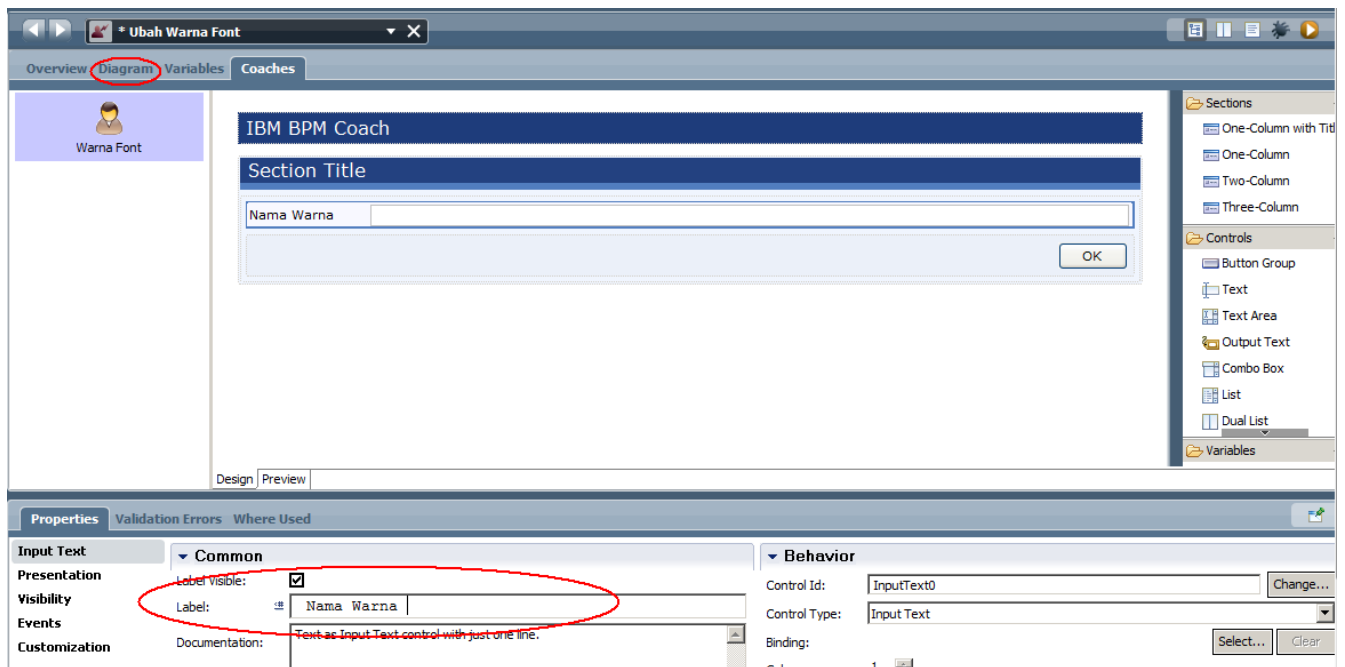 * Ubah Warna Font
Overview Diagram Variables Coaches
Warna Font
IBM BPM Coach
Section Title
Nama Warna
OK
Sections
One-Column with Titl
One-Column
Two-Column
Three-Column
Controls
Button Group
Text
Text Area
Output Text
Combo Box
List
Dual List
Variables
Design Preview
Properties Validation Errors Where Used
Input Text
Presentation
Visibility
Events
Customization
Common
Label Visible:
Label: Nama Warna
Documentation: Text as Input Text control with just one line.
Behavior
Control Id: InputText0 Change...
Control Type: Input Text
Binding: Select... Clear